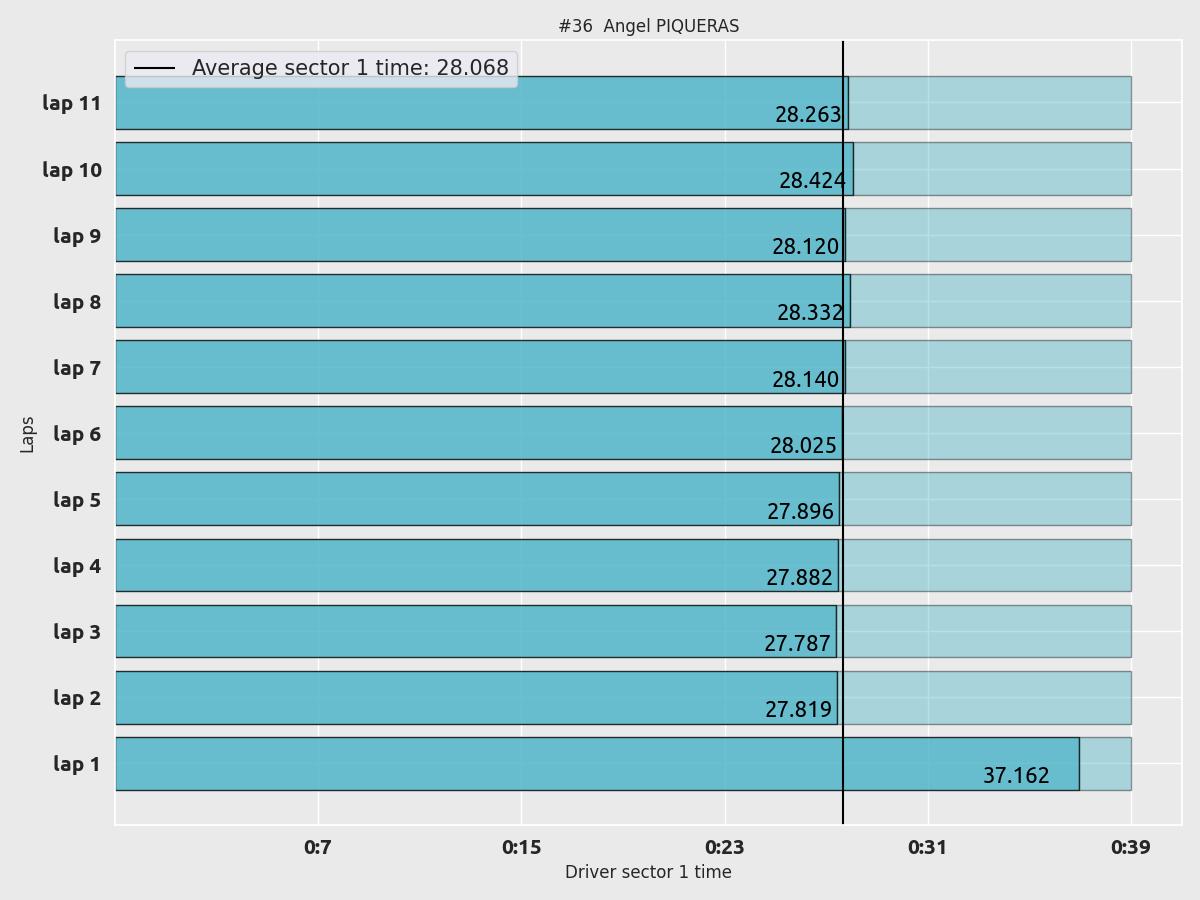 #36  Angel PIQUERAS
Average sector 1 time: 28.068
lap 11
28.263
lap 10
28.424
lap 9
28.120
lap 8
28.332
lap 7
28.140
lap 6
28.025
lap 5
27.896
lap 4
27.882
lap 3
27.787
lap 2
27.819
lap 1
37.162
Laps
0:7
0:15
0:23
0:31
0:39
Driver sector 1 time